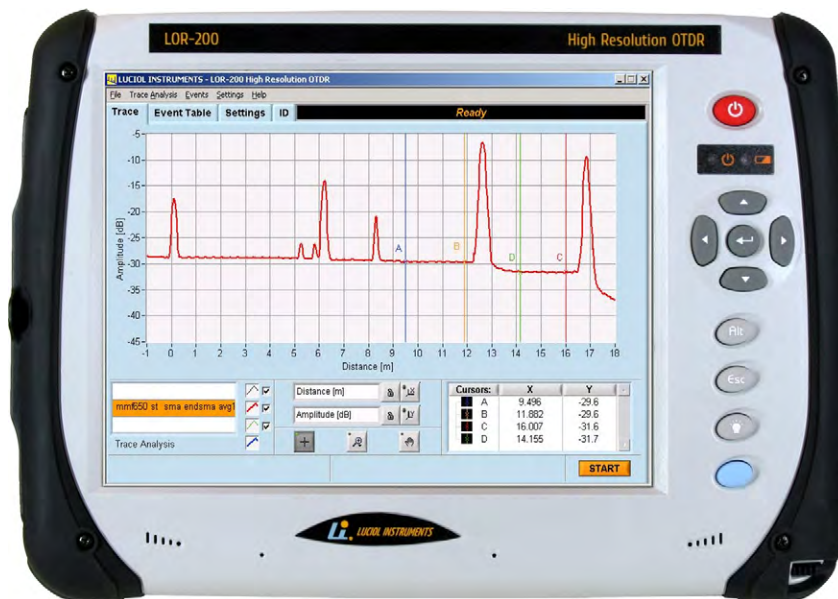 LOR-200 High Resolution OTDR
LUCIOL INSTRUMENTS - LOR-200 High Resolution OTDR
File Trace Analysis Events Settings Help
Trace Event Table Settings ID Ready
-5
-10
-15
-20
-25
-30
-35
-40
-45
Amplitude [dB]
A B D C
-1 0 1 2 3 4 5 6 7 8 9 10 11 12 13 14 15 16 17 18
Distance [m]
mmf650 st sma endsma avg1
Trace Analysis
Distance [m]
Amplitude [dB]
Cursors: X Y
A 9.496 -29.6
B 11.882 -29.6
C 16.007 -31.6
D 14.155 -31.7
START
Alt
Esc
Li. LUCIOL INSTRUMENTS